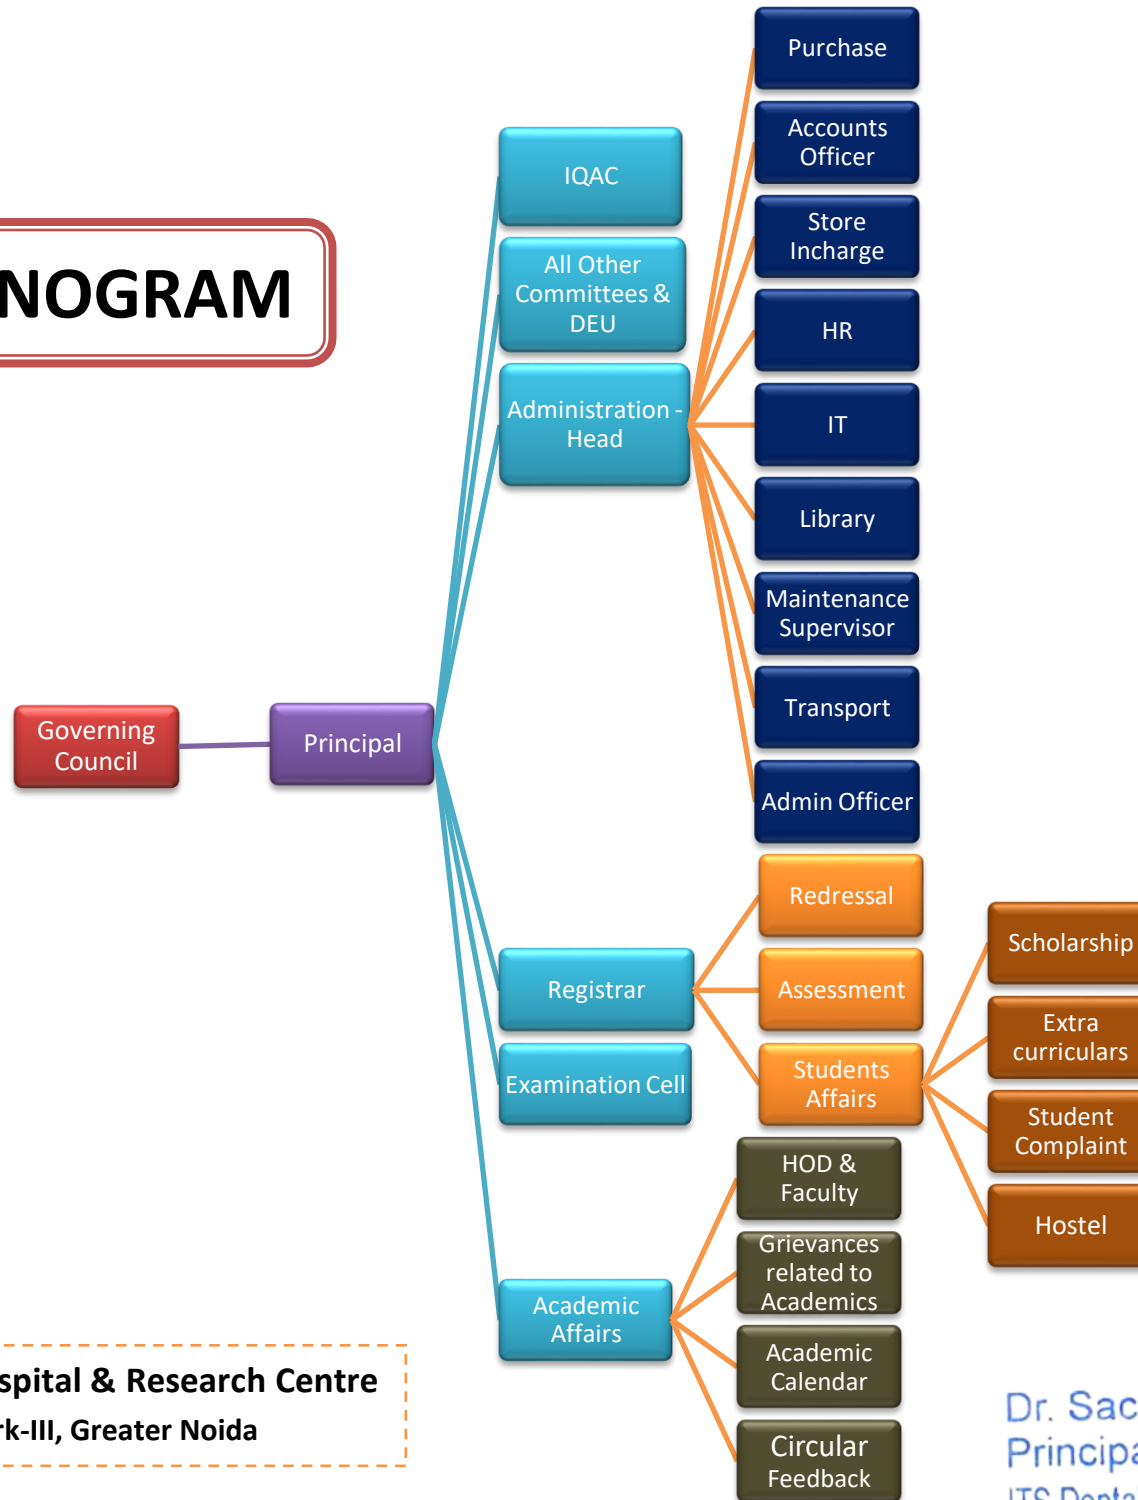 NOGRAM
Governing
Council
Principal
IQAC
All Other
Committees &
DEU
Administration -
Head
Purchase
Accounts
Officer
Store
Incharge
HR
IT
Library
Maintenance
Supervisor
Transport
Admin Officer
Registrar
Redressal
Assessment
Students
Affairs
Scholarship
Extra
curriculars
Student
Complaint
Hostel
Examination Cell
Academic
Affairs
HOD &
Faculty
Grievances
related to
Academics
Academic
Calendar
Circular
Feedback
spital & Research Centre
rk-III, Greater Noida
Dr. Sac
Principa
ITS Dental